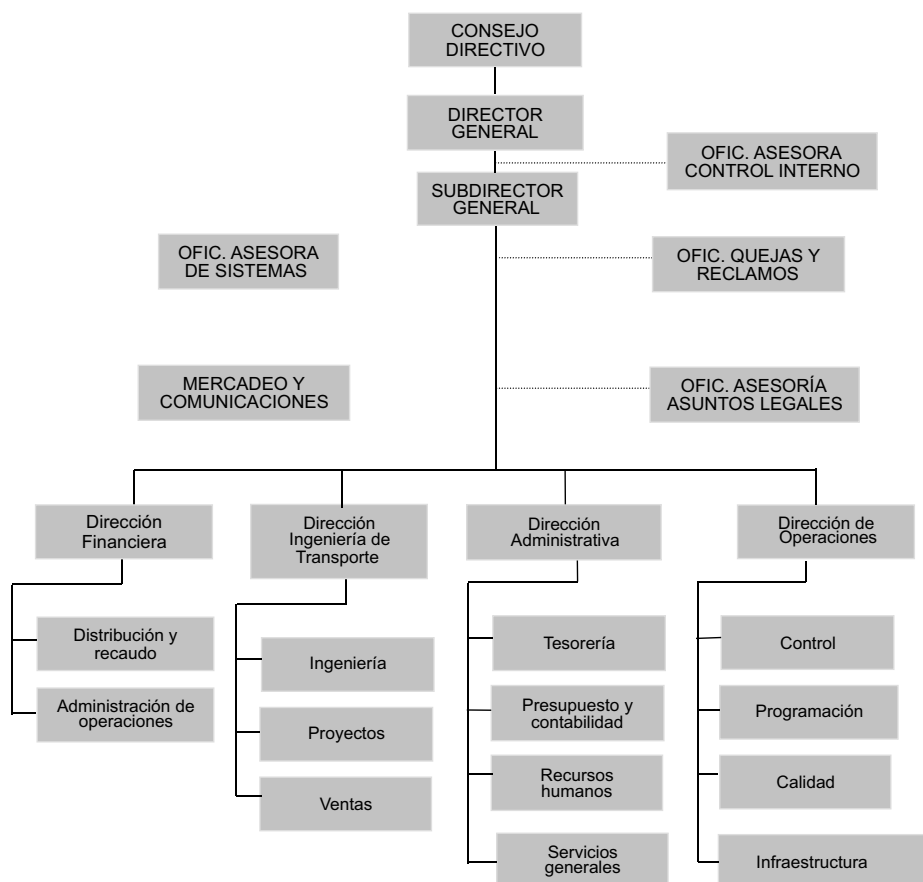 CONSEJO
DIRECTIVO
DIRECTOR
GENERAL
OFIC. ASESORA
CONTROL INTERNO
SUBDIRECTOR
GENERAL
OFIC. ASESORA
DE SISTEMAS
OFIC. QUEJAS Y
RECLAMOS
MERCADEO Y
COMUNICACIONES
OFIC. ASESORÍA
ASUNTOS LEGALES
Dirección
Financiera
Dirección
Ingeniería de
Transporte
Dirección
Administrativa
Dirección de
Operaciones
Distribución y
recaudo
Administración de
operaciones
Ingeniería
Proyectos
Ventas
Tesorería
Presupuesto y
contabilidad
Recursos
humanos
Servicios
generales
Control
Programación
Calidad
Infraestructura